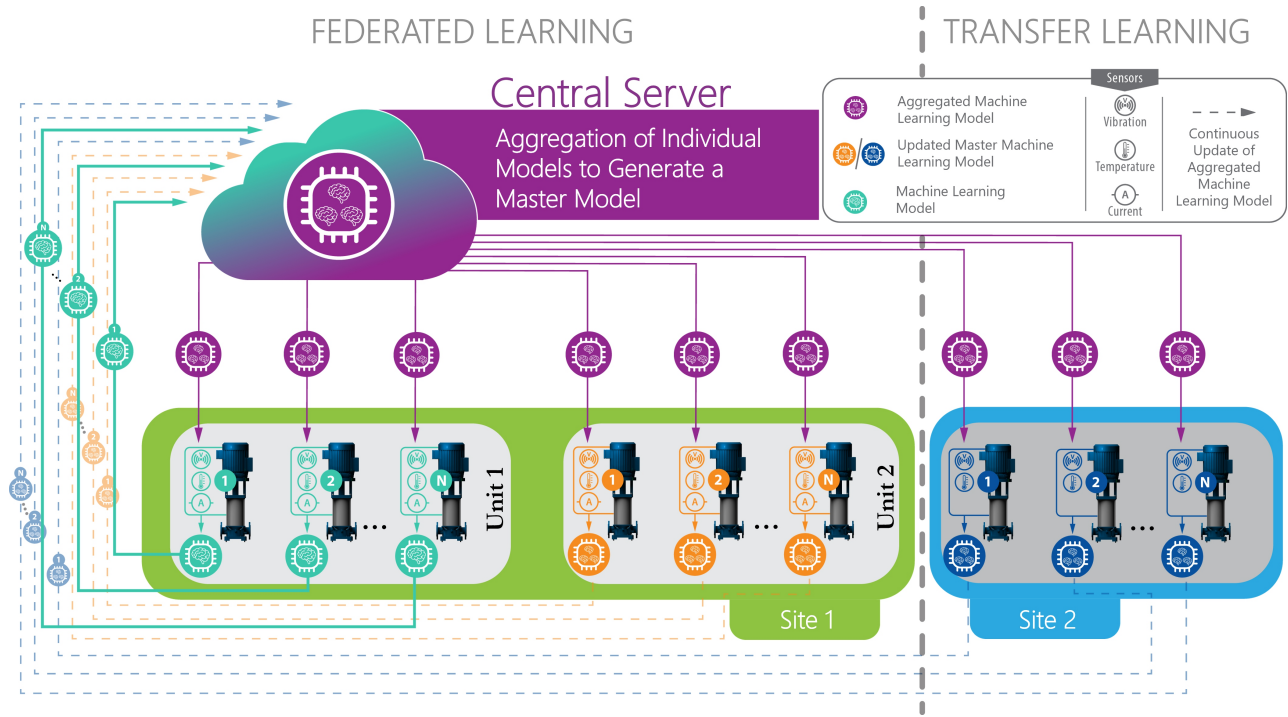 FEDERATED LEARNING
TRANSFER LEARNING
Central Server
Aggregation of Individual
Models to Generate a
Master Model
Aggregated Machine
Learning Model
Updated Master Machine
Learning Model
Machine Learning
Model
Sensors
V
Vibration
Temperature
A
Current
Continuous
Update of
Aggregated
Machine
Learning Model
N
2
1
N
2
1
N
2
1
V
A
1
V
A
2
...
V
A
N
Unit 1
V
A
1
V
A
2
...
V
A
N
Unit 2
V
1
V
2
...
V
N
Site 1
Site 2